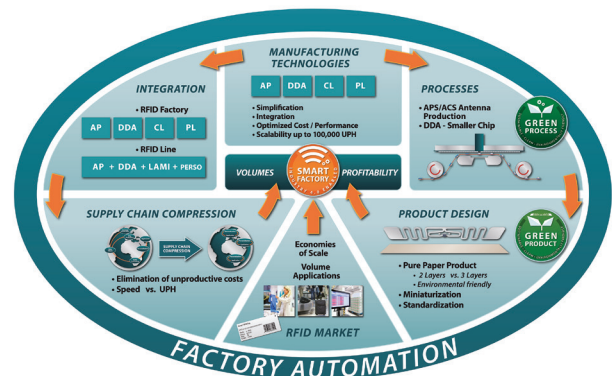 MANUFACTURING
TECHNOLOGIES
AP DDA CL PL
• Simplification
• Integration
• Optimized Cost / Performance
• Scalability up to 100,000 UPH
INTEGRATION
• RFID Factory
AP DDA CL PL
• RFID Line
AP + DDA + LAMI + PERSO
PROCESSES
• APS/ACS Antenna
Production
• DDA - Smaller Chip
GREEN
PROCESS
VOLUMES
SMART
FACTORY
PROFITABILITY
SUPPLY CHAIN COMPRESSION
SUPPLY CHAIN
COMPRESSION
• Elimination of unproductive costs
• Speed vs. UPH
Economies
of Scale
Volume
Applications
RFID MARKET
PRODUCT DESIGN
GREEN
PRODUCT
• Pure Paper Product
• 2 Layers vs. 3 Layers
• Environmental friendly
• Miniaturization
• Standardization
FACTORY AUTOMATION